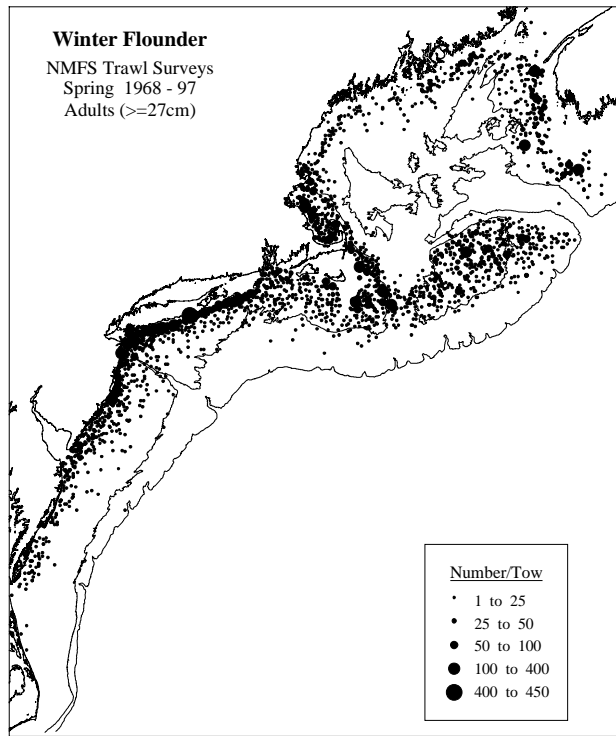 Winter Flounder
NMFS Trawl Surveys
Spring 1968 - 97
Adults (>=27cm)
Number/Tow
1 to 25
25 to 50
50 to 100
100 to 400
400 to 450